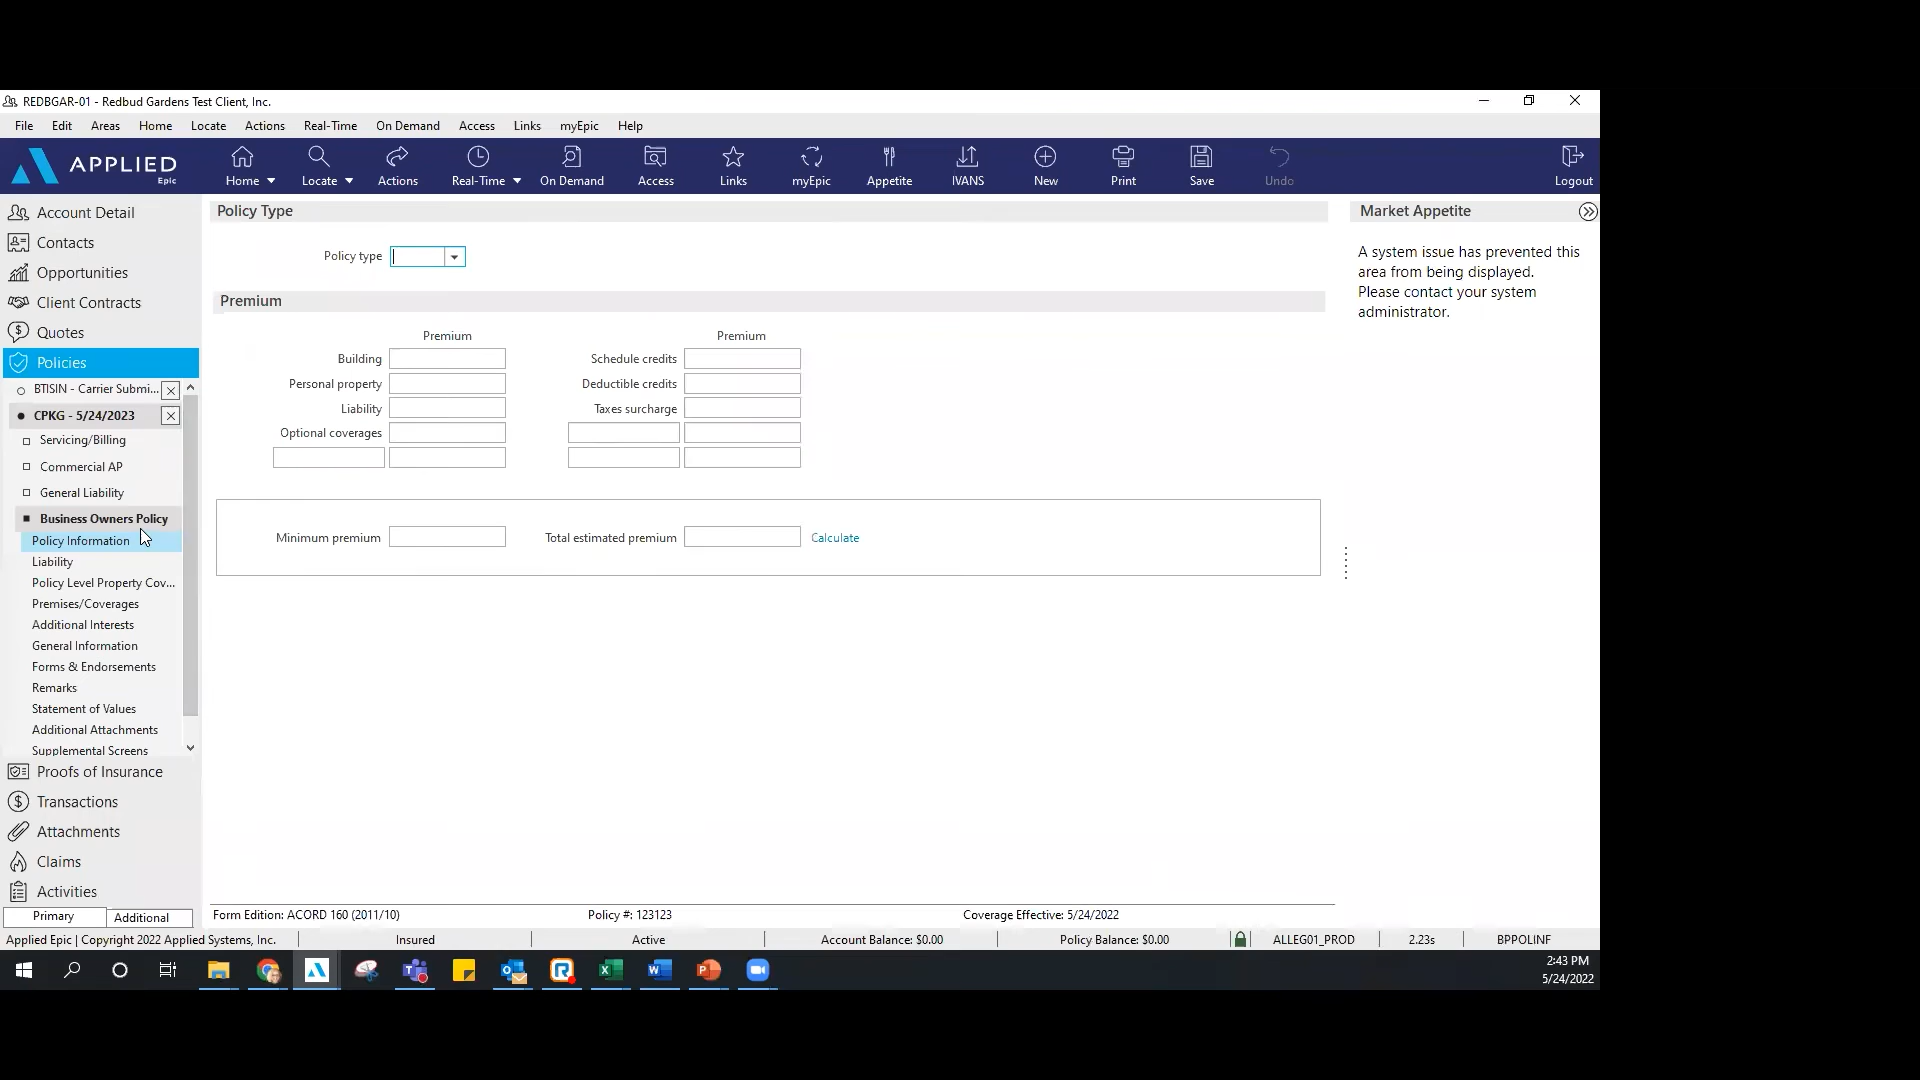 REDBGAR-01 - Redbud Gardens Test Client, Inc.
File Edit Areas Home Locate Actions Real-Time On Demand Access Links myEpic Help
APPLIED
Epic
Home Locate Actions Real-Time On Demand Access Links myEpic Appetite IVANS New Print Save Undo Logout
Account Detail
Contacts
Opportunities
Client Contracts
Quotes
Policies
BTISIN - Carrier Submi...
CPKG - 5/24/2023
Servicing/Billing
Commercial AP
General Liability
Business Owners Policy
Policy Information
Liability
Policy Level Property Cov...
Premises/Coverages
Additional Interests
General Information
Forms & Endorsements
Remarks
Statement of Values
Additional Attachments
Supplemental Screens
Proofs of Insurance
Transactions
Attachments
Claims
Activities
Primary Additional
Policy Type
Policy type
Premium
Premium Premium
Building Schedule credits
Personal property Deductible credits
Liability Taxes surcharge
Optional coverages
Minimum premium Total estimated premium Calculate
Market Appetite
A system issue has prevented this
area from being displayed.
Please contact your system
administrator.
Form Edition: ACORD 160 (2011/10) Policy #: 123123 Coverage Effective: 5/24/2022
Applied Epic | Copyright 2022 Applied Systems, Inc. Insured Active Account Balance: $0.00 Policy Balance: $0.00 ALLEG01_PROD 2.23s BPPOLINF
2:43 PM
5/24/2022